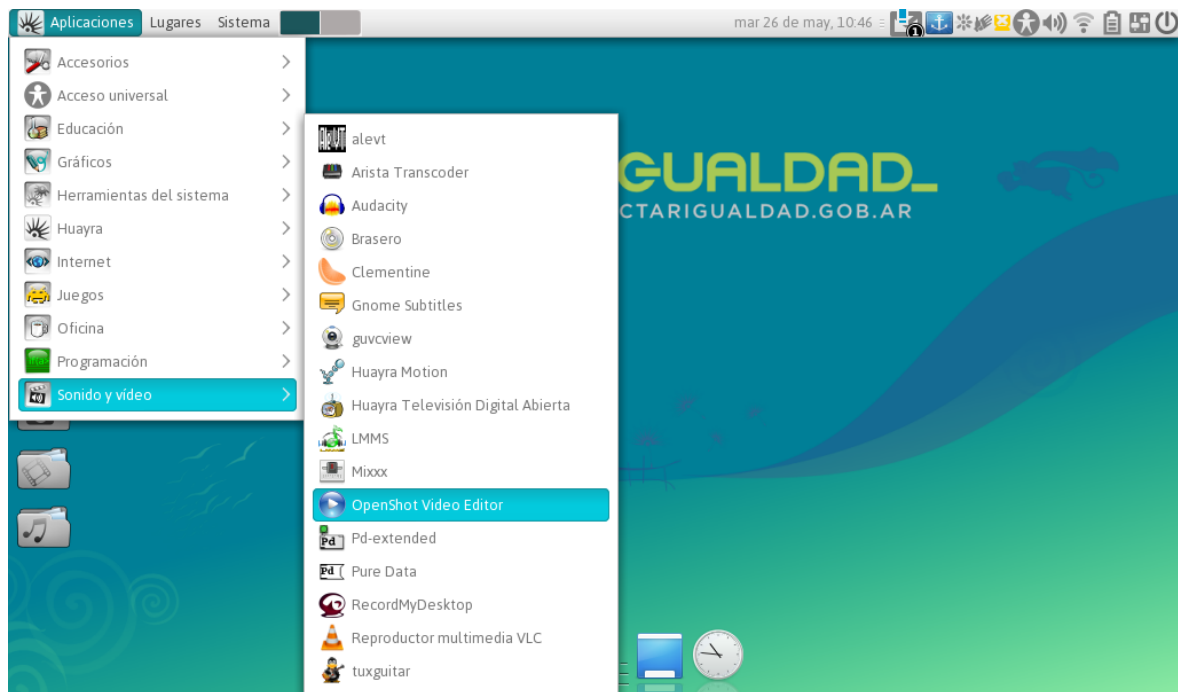 Aplicaciones Lugares Sistema mar 26 de may, 10:46
Accesorios
Acceso universal
Educación
Gráficos
Herramientas del sistema
Huayra
Internet
Juegos
Oficina
Programación
Sonido y vídeo
alevt
Arista Transcoder
Audacity
Brasero
Clementine
Gnome Subtitles
guvcview
Huayra Motion
Huayra Televisión Digital Abierta
LMMS
Mixxx
OpenShot Video Editor
Pd-extended
Pure Data
RecordMyDesktop
Reproductor multimedia VLC
tuxguitar
GUALDAD_
CTARIGUALDAD.GOB.AR